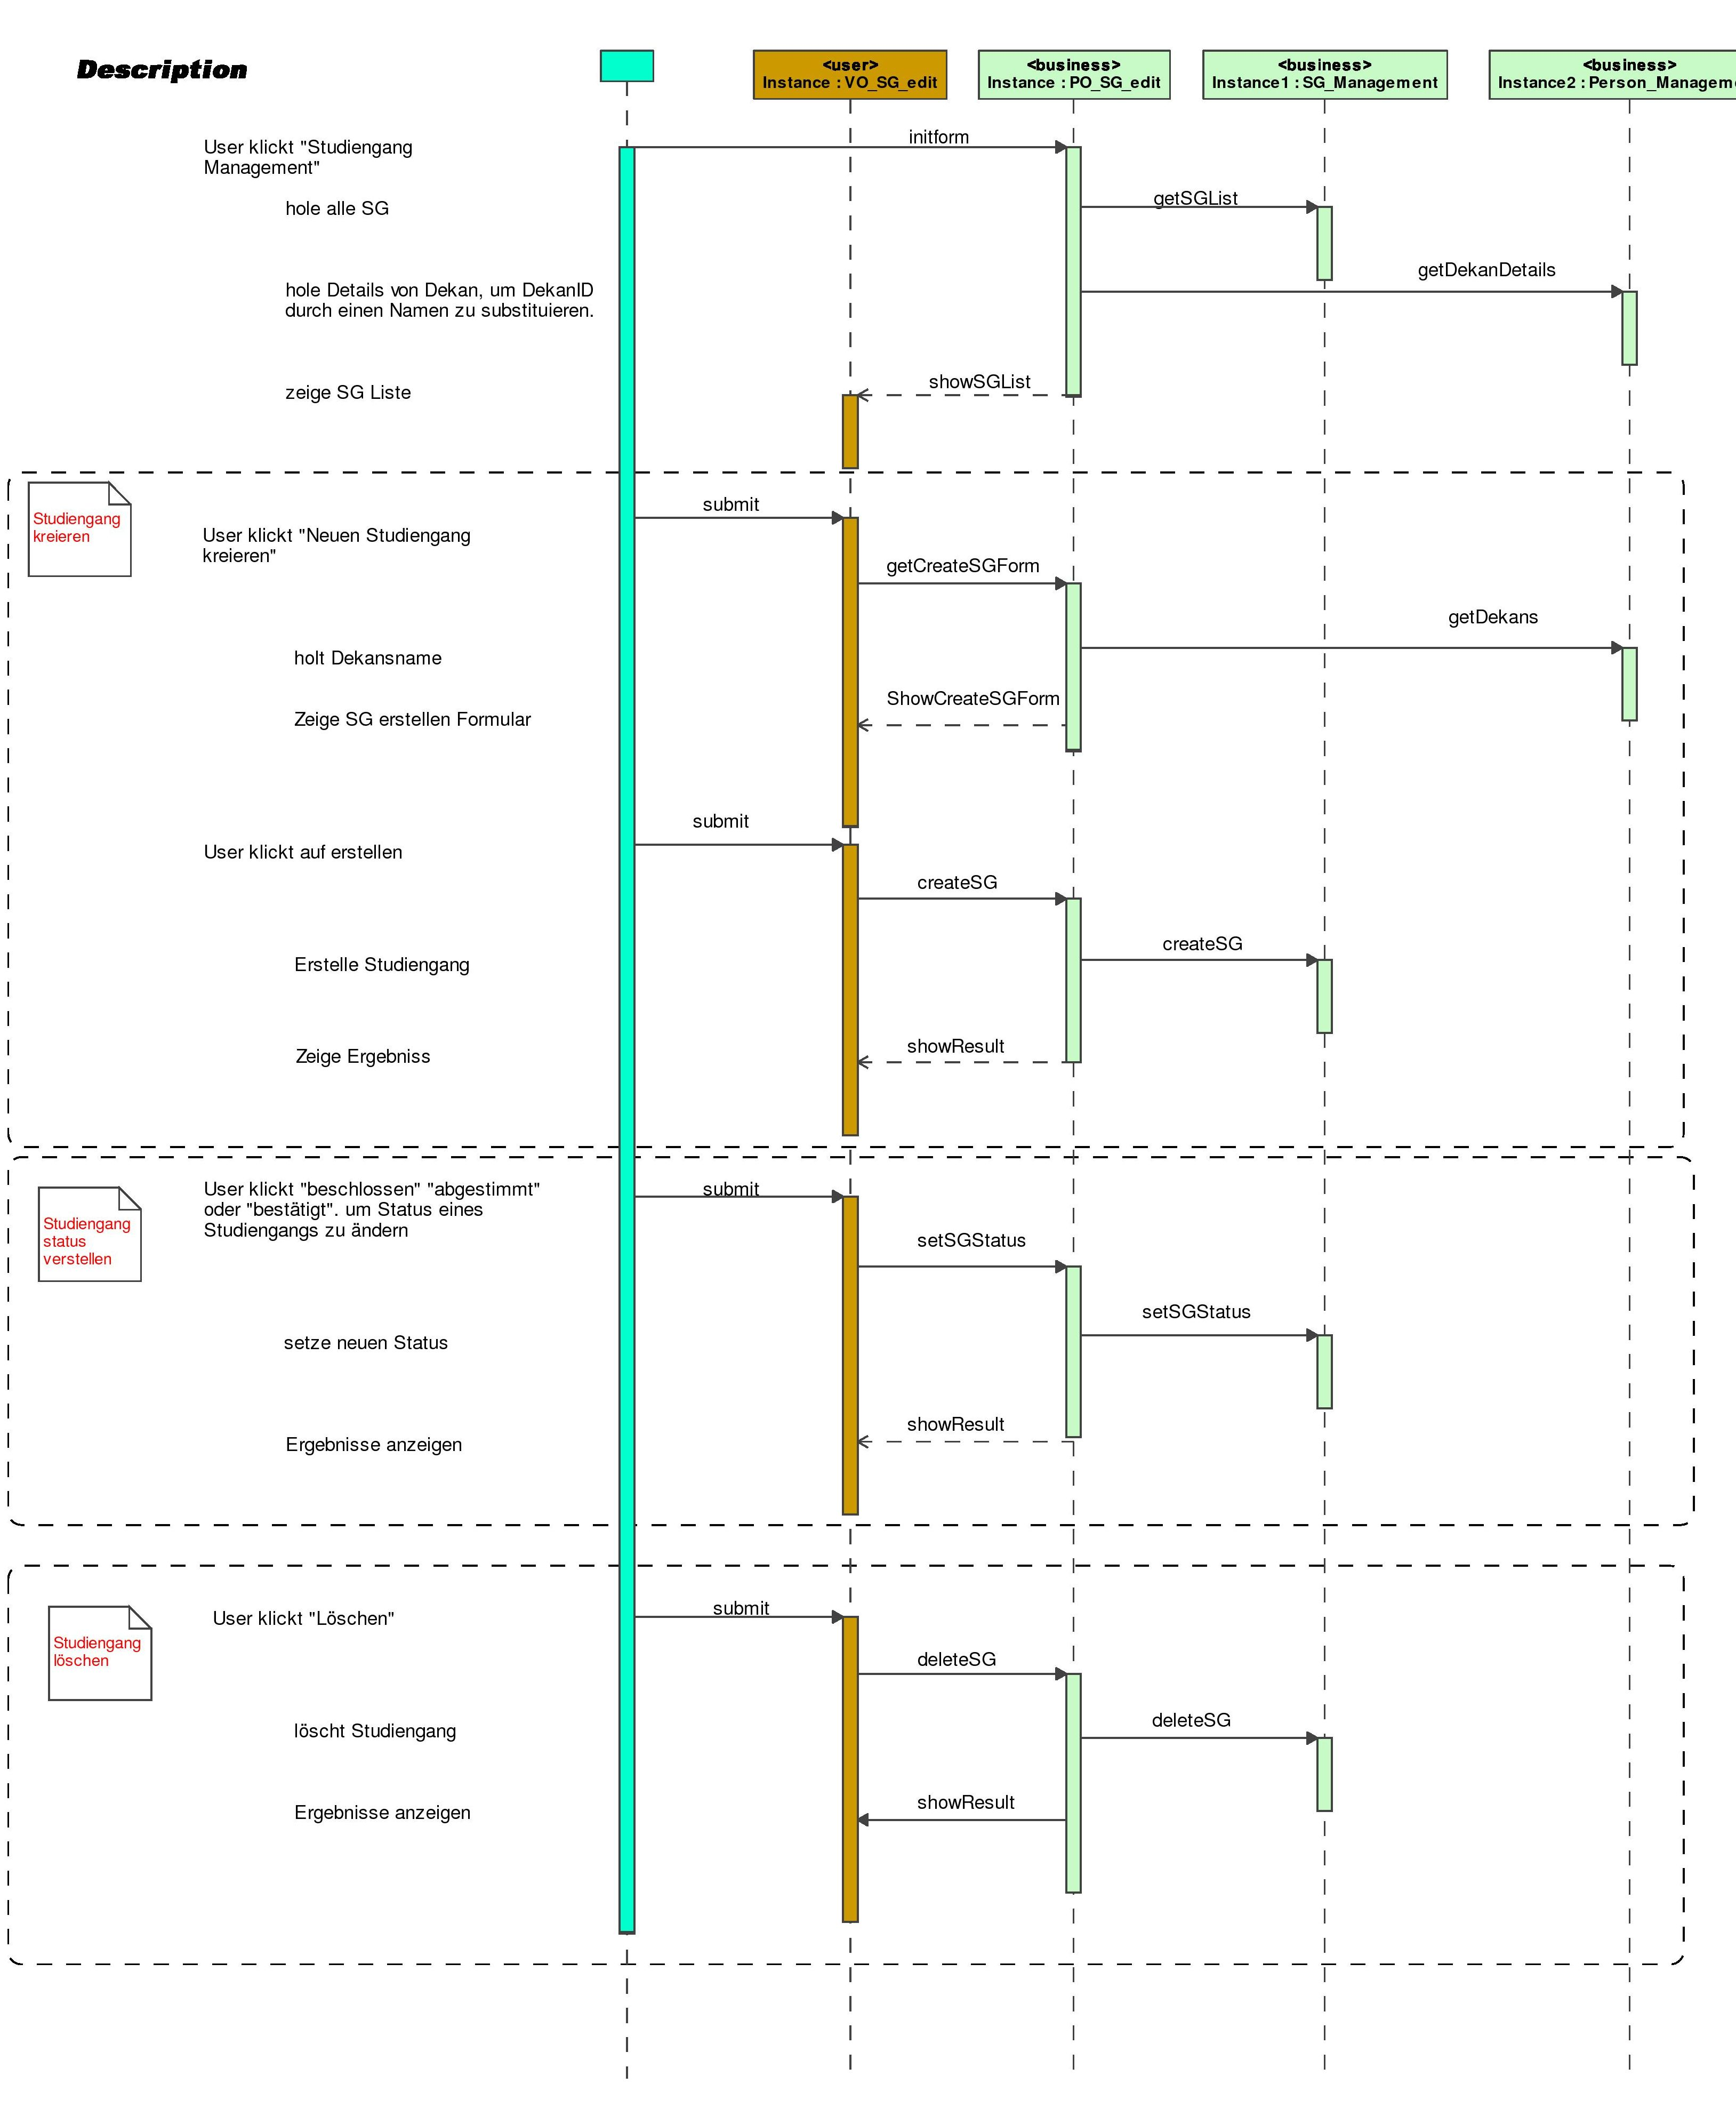 Description
<user>
Instance : VO_SG_edit
<business>
Instance : PO_SG_edit
<business>
Instance1 : SG_Management
<business>
Instance2 : Person_Managem
User klickt "Studiengang
Management"
initform
hole alle SG
getSGList
hole Details von Dekan, um DekanID
durch einen Namen zu substituieren.
getDekanDetails
zeige SG Liste
showSGList
Studiengang
kreieren
User klickt "Neuen Studiengang
kreieren"
submit
getCreateSGForm
getDekans
holt Dekansname
Zeige SG erstellen Formular
ShowCreateSGForm
User klickt auf erstellen
submit
createSG
Erstelle Studiengang
createSG
Zeige Ergebniss
showResult
Studiengang
status
verstellen
User klickt "beschlossen" "abgestimmt"
oder "bestätigt". um Status eines
Studiengangs zu ändern
submit
setSGStatus
setze neuen Status
setSGStatus
Ergebnisse anzeigen
showResult
Studiengang
löschen
User klickt "Löschen"
submit
deleteSG
löscht Studiengang
deleteSG
Ergebnisse anzeigen
showResult